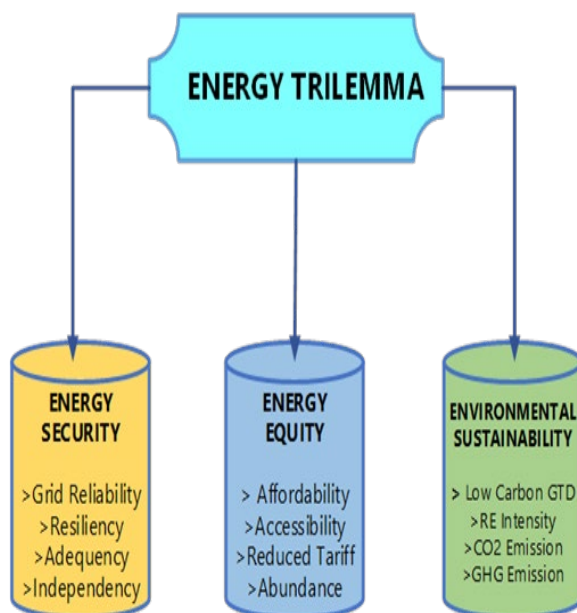 ENERGY TRILEMMA
ENERGY
SECURITY
>Grid Reliability
>Resiliency
>Adequency
>Independency
ENERGY
EQUITY
> Affordability
>Accessibility
>Reduced Tariff
>Abundance
ENVIRONMENTAL
SUSTAINABILITY
> Low Carbon GTD
>RE Intensity
>CO2 Emission
>GHG Emission